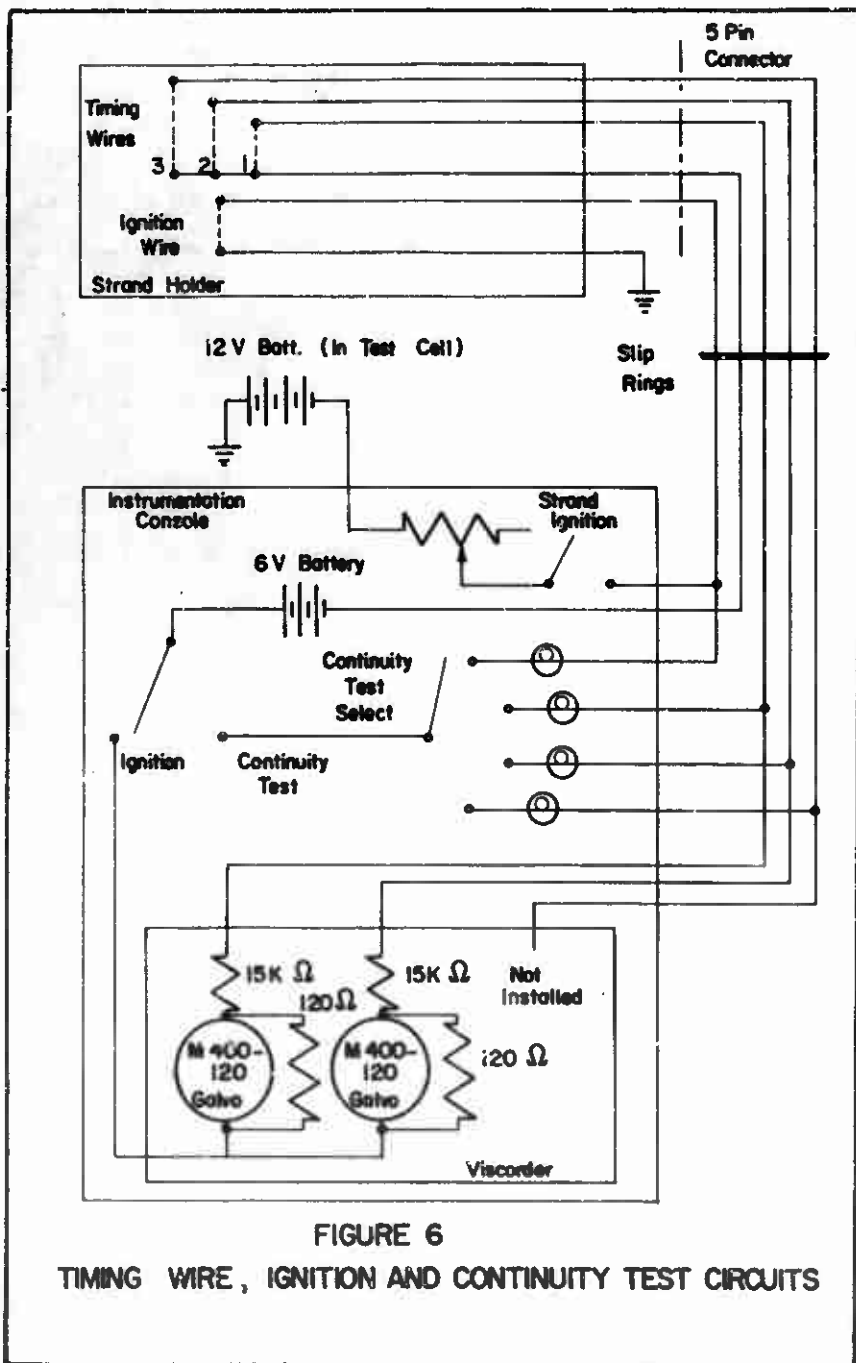 5 Pin
Connector
Timing
Wires
3 2 1
Ignition
Wire
Strand Holder
12 V Batt. (In Test Cell)
Slip
Rings
Instrumentation
Console
Strand
Ignition
6 V Battery
Continuity
Test
Select
Ignition
Continuity
Test
15K Ω
15K Ω
Not
Installed
120 Ω
M 400-
120
Galvo
M 400-
120
Galvo
120 Ω
Viscorder
FIGURE 6
TIMING WIRE, IGNITION AND CONTINUITY TEST CIRCUITS